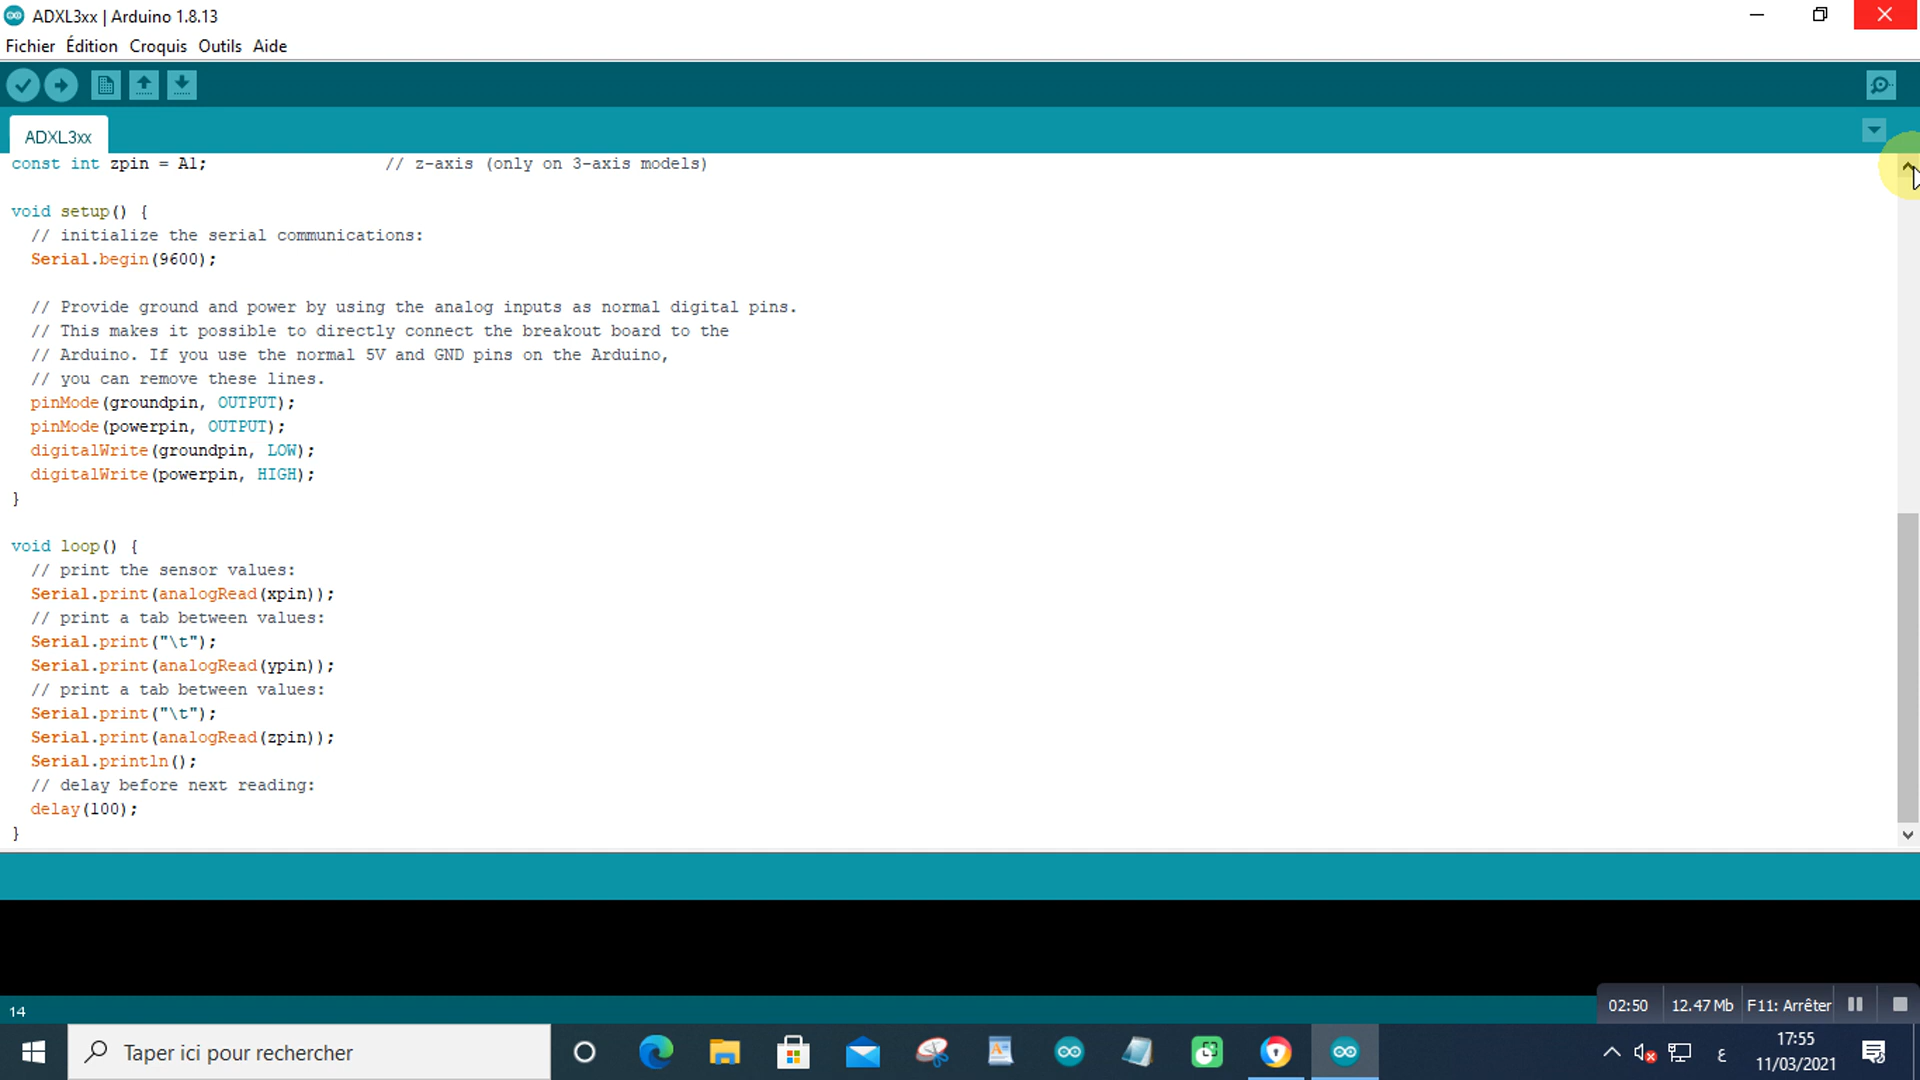 ADXL3xx | Arduino 1.8.13
Fichier Édition Croquis Outils Aide
ADXL3xx
const int zpin = A1; // z-axis (only on 3-axis models)
void setup() {
// initialize the serial communications:
Serial.begin(9600);
// Provide ground and power by using the analog inputs as normal digital pins.
// This makes it possible to directly connect the breakout board to the
// Arduino. If you use the normal 5V and GND pins on the Arduino,
// you can remove these lines.
pinMode(groundpin, OUTPUT);
pinMode(powerpin, OUTPUT);
digitalWrite(groundpin, LOW);
digitalWrite(powerpin, HIGH);
}
void loop() {
// print the sensor values:
Serial.print(analogRead(xpin));
// print a tab between values:
Serial.print("\t");
Serial.print(analogRead(ypin));
// print a tab between values:
Serial.print("\t");
Serial.print(analogRead(zpin));
Serial.println();
// delay before next reading:
delay(100);
}
14
02:50 12.47 Mb F11: Arrêter
Taper ici pour rechercher
ع
17:55
11/03/2021